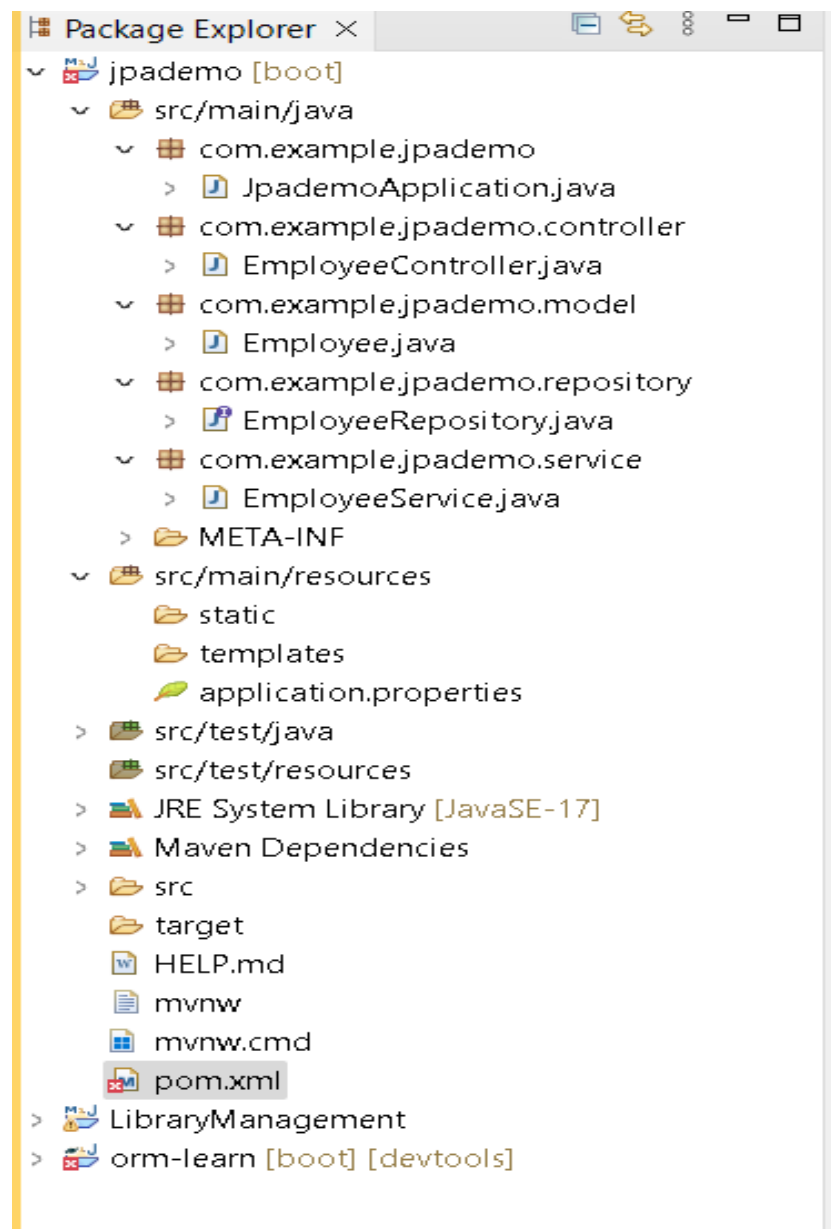 Package Explorer
jpademo [boot]
src/main/java
com.example.jpademo
JpademoApplication.java
com.example.jpademo.controller
EmployeeController.java
com.example.jpademo.model
Employee.java
com.example.jpademo.repository
EmployeeRepository.java
com.example.jpademo.service
EmployeeService.java
META-INF
src/main/resources
static
templates
application.properties
src/test/java
src/test/resources
JRE System Library [JavaSE-17]
Maven Dependencies
src
target
HELP.md
mvnw
mvnw.cmd
pom.xml
LibraryManagement
orm-learn [boot] [devtools]